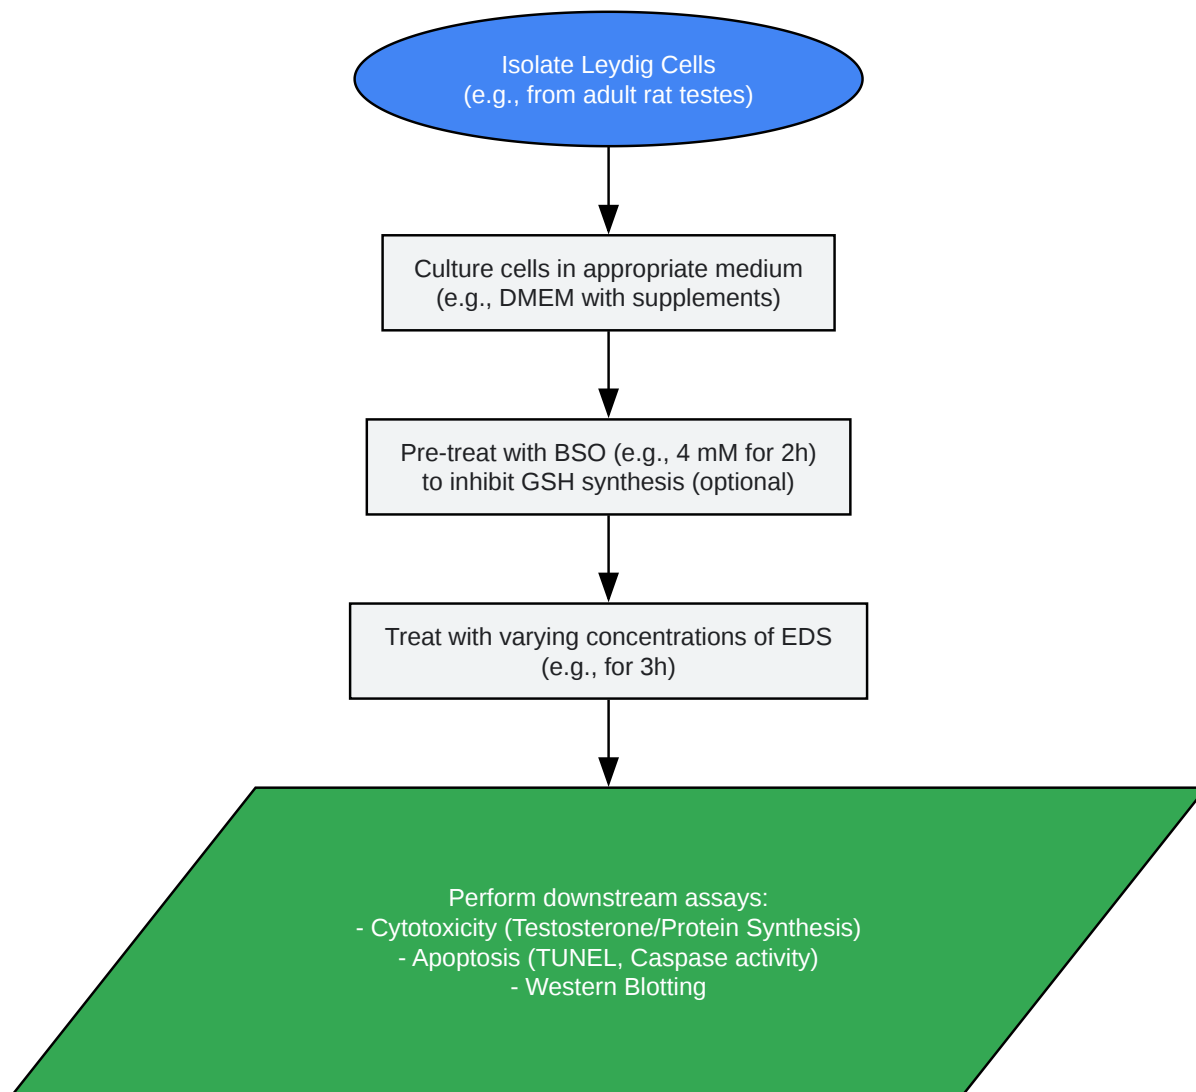 Isolate Leydig Cells
(e.g., from adult rat testes)
Culture cells in appropriate medium
(e.g., DMEM with supplements)
Pre-treat with BSO (e.g., 4 mM for 2h)
to inhibit GSH synthesis (optional)
Treat with varying concentrations of EDS
(e.g., for 3h)
Perform downstream assays:
- Cytotoxicity (Testosterone/Protein Synthesis)
- Apoptosis (TUNEL, Caspase activity)
- Western Blotting